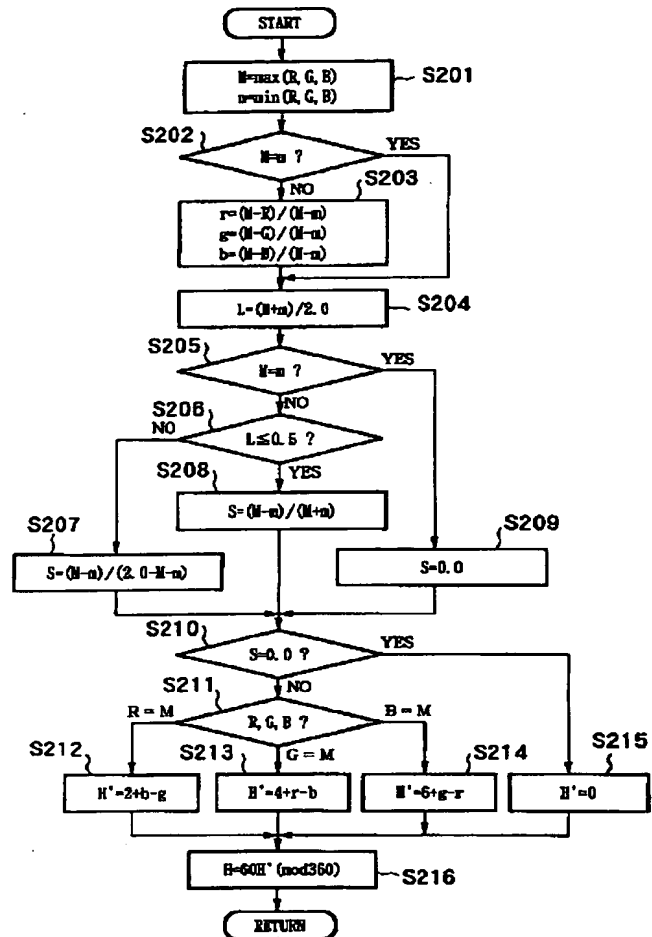 START
M=max(R, G, B)
m=min(R, G, B)
S201
S202
M=m ?
YES
NO
S203
r=(M-R)/(M-m)
g=(M-G)/(M-m)
b=(M-B)/(M-m)
L=(M+m)/2.0
S204
S205
M=m ?
YES
NO
S206
NO
L≦0.5 ?
YES
S208
S=(M-m)/(M+m)
S207
S=(M-m)/(2.0-M-m)
S209
S=0.0
S210
S=0.0 ?
YES
NO
S211
R = M
R, G, B ?
B = M
G = M
S212
H'=2+b-g
S213
H'=4+r-b
S214
H'=6+g-r
S215
H'=0
H=60H' (mod360)
S216
RETURN